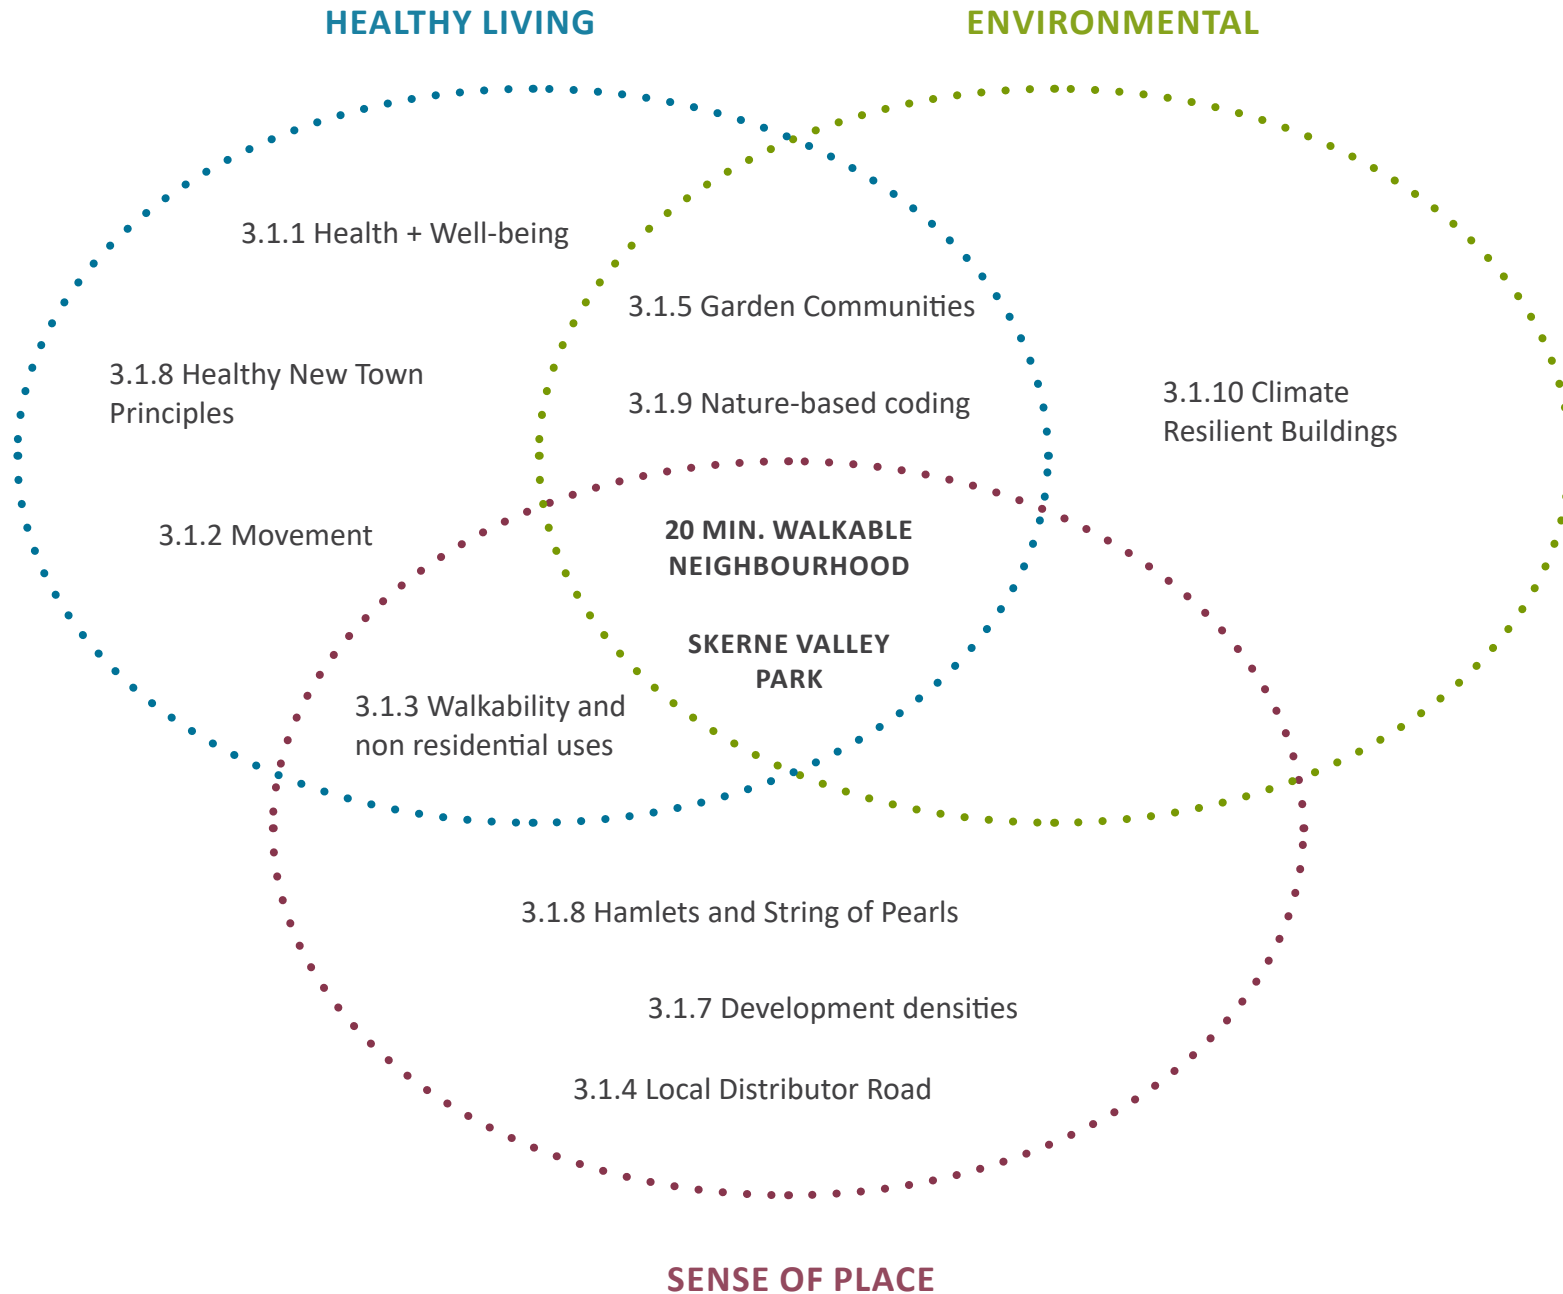 HEALTHY LIVING
ENVIRONMENTAL
3.1.1 Health + Well-being
3.1.5 Garden Communities
3.1.8 Healthy New Town
Principles
3.1.9 Nature-based coding
3.1.10 Climate
Resilient Buildings
3.1.2 Movement
20 MIN. WALKABLE
NEIGHBOURHOOD
SKERNE VALLEY
PARK
3.1.3 Walkability and
non residential uses
3.1.8 Hamlets and String of Pearls
3.1.7 Development densities
3.1.4 Local Distributor Road
SENSE OF PLACE